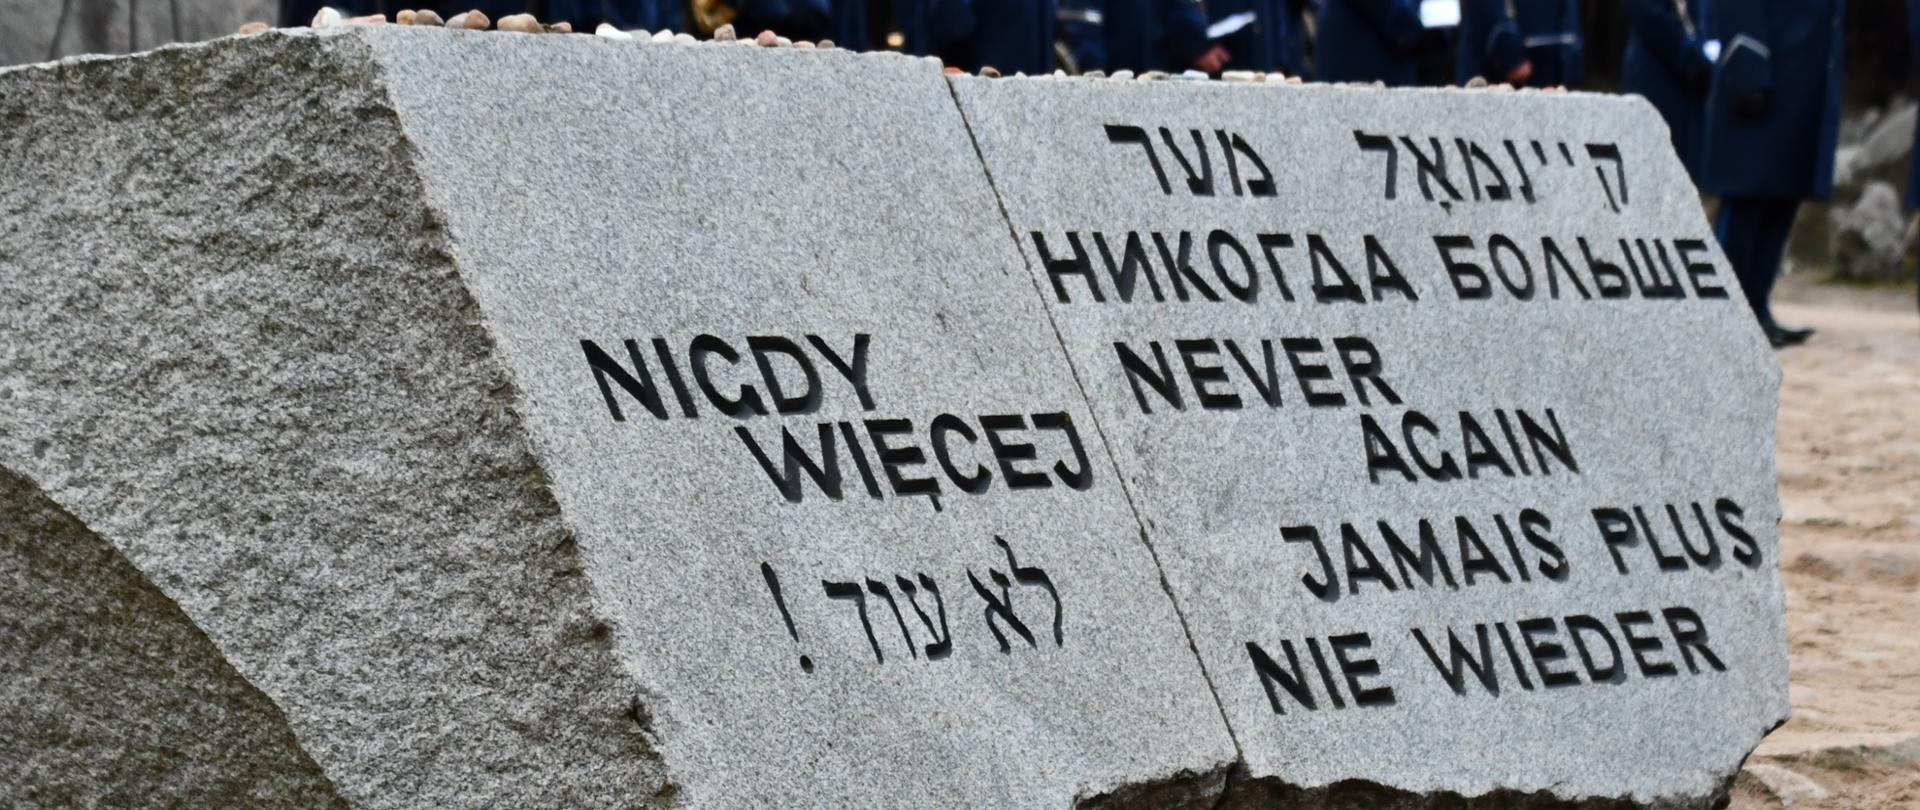 NIGDY
WIĘCEJ
לא עוד !
קיינמאָל מער
НИКОГДА БОЛЬШЕ
NEVER
AGAIN
JAMAIS PLUS
NIE WIEDER